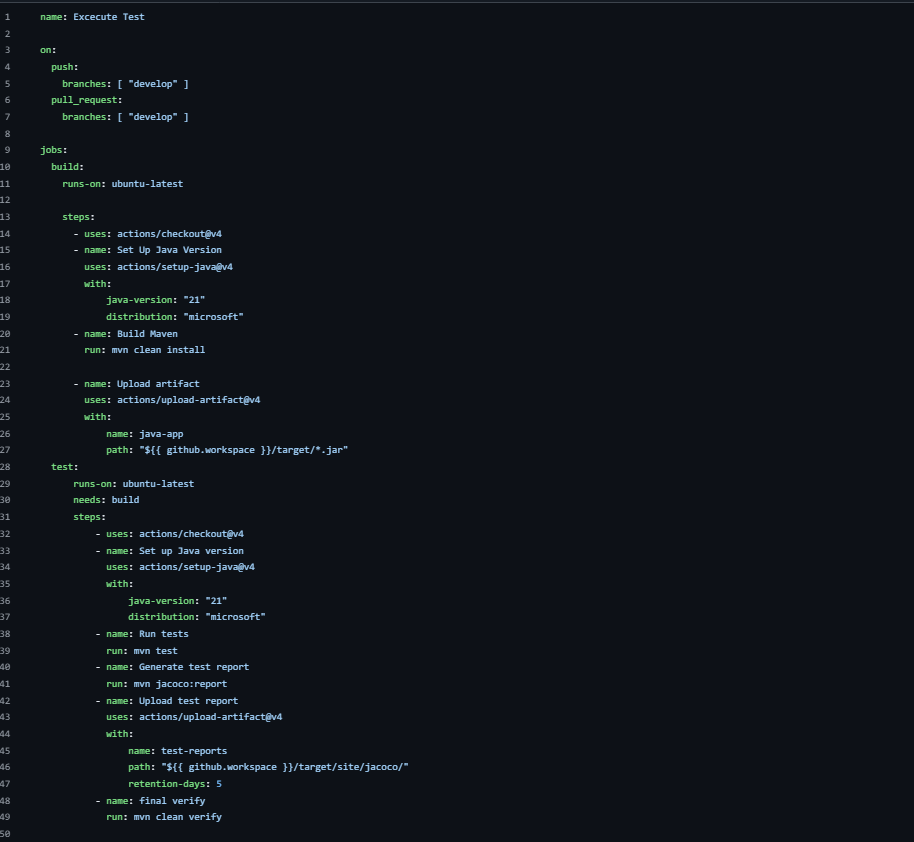 1 name: Excecute Test
2
3 on:
4   push:
5     branches: [ "develop" ]
6   pull_request:
7     branches: [ "develop" ]
8
9 jobs:
10   build:
11     runs-on: ubuntu-latest
12
13     steps:
14       - uses: actions/checkout@v4
15       - name: Set Up Java Version
16         uses: actions/setup-java@v4
17         with:
18             java-version: "21"
19             distribution: "microsoft"
20       - name: Build Maven
21         run: mvn clean install
22
23       - name: Upload artifact
24         uses: actions/upload-artifact@v4
25         with:
26             name: java-app
27             path: "${{ github.workspace }}/target/*.jar"
28   test:
29       runs-on: ubuntu-latest
30       needs: build
31       steps:
32           - uses: actions/checkout@v4
33           - name: Set up Java version
34             uses: actions/setup-java@v4
35             with:
36                 java-version: "21"
37                 distribution: "microsoft"
38           - name: Run tests
39             run: mvn test
40           - name: Generate test report
41             run: mvn jacoco:report
42           - name: Upload test report
43             uses: actions/upload-artifact@v4
44             with:
45                 name: test-reports
46                 path: "${{ github.workspace }}/target/site/jacoco/"
47                 retention-days: 5
48           - name: final verify
49             run: mvn clean verify
50